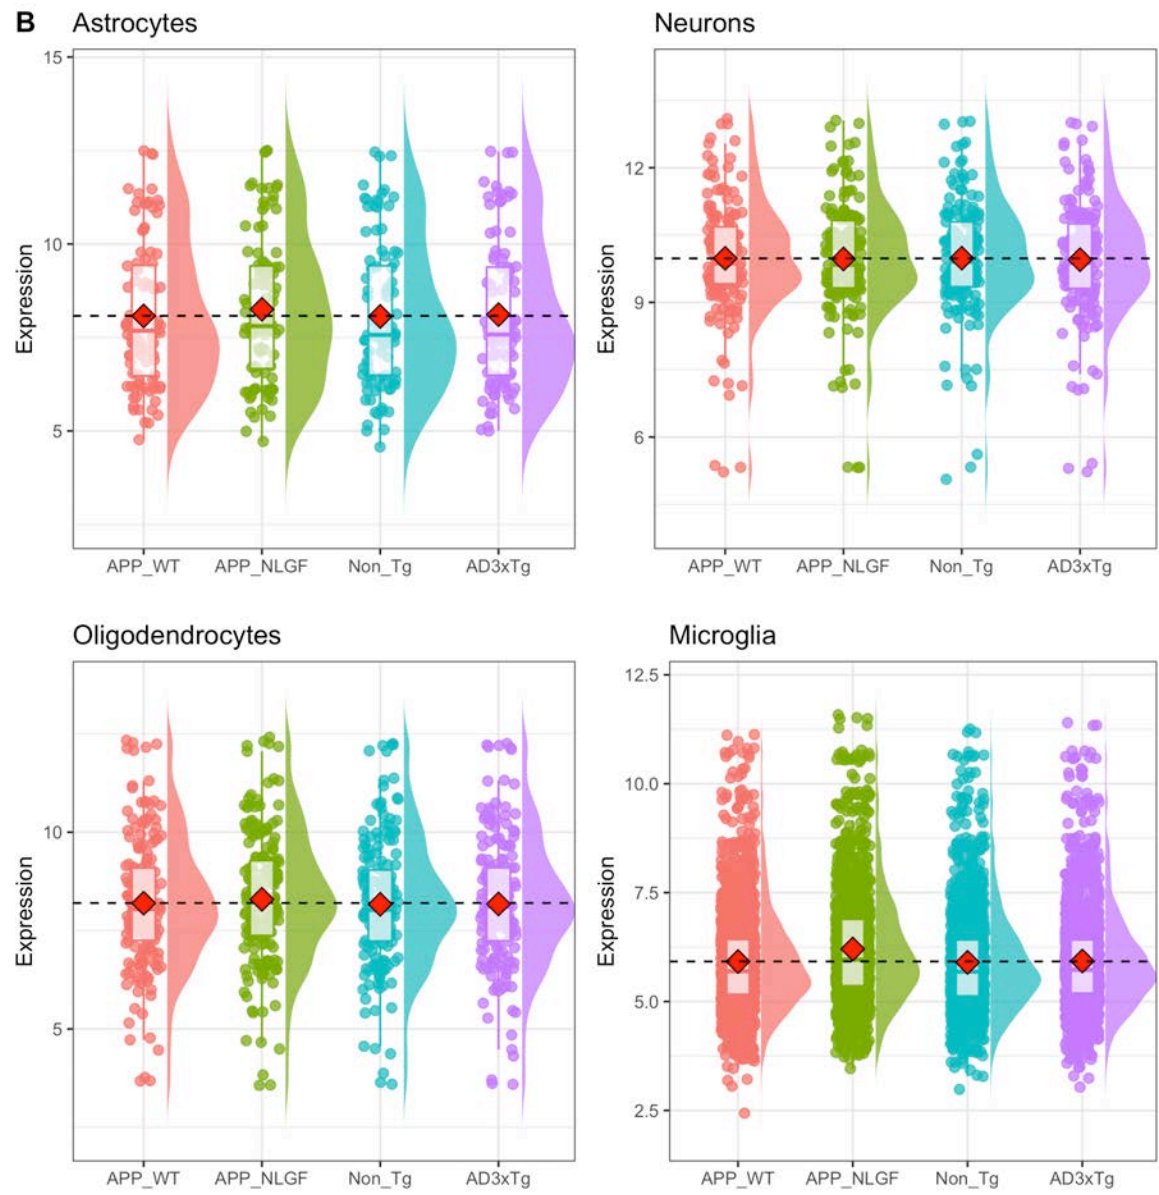 B Astrocytes
Neurons
15
10
5
Expression
APP_WT APP_NLGF Non_Tg AD3xTg
12
9
6
Expression
APP_WT APP_NLGF Non_Tg AD3xTg
Oligodendrocytes
Microglia
10
5
Expression
APP_WT APP_NLGF Non_Tg AD3xTg
12.5
10.0
7.5
5.0
2.5
Expression
APP_WT APP_NLGF Non_Tg AD3xTg